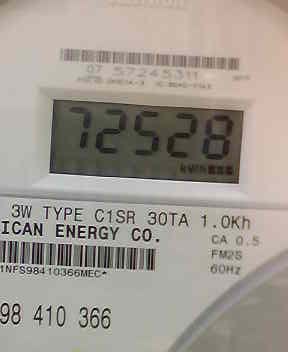 07 57245311
72528
kWh
3W TYPE C1SR 30TA 1.0Kh
ICAN ENERGY CO.
CA 0.5
FM2S
1NFS98410366MEC*
60Hz
98 410 366